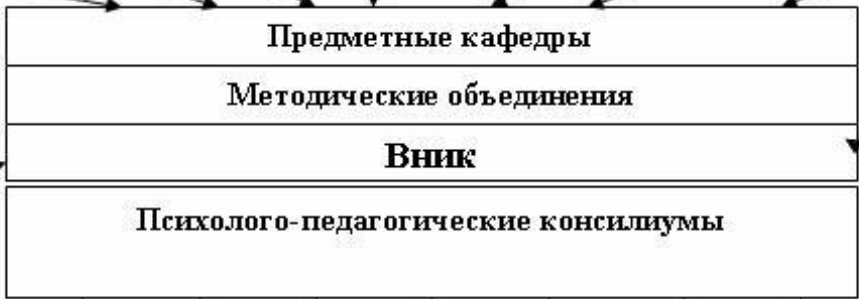 Предметные кафедры
Методические объединения
Вник
Психолого-педагогические консилиумы